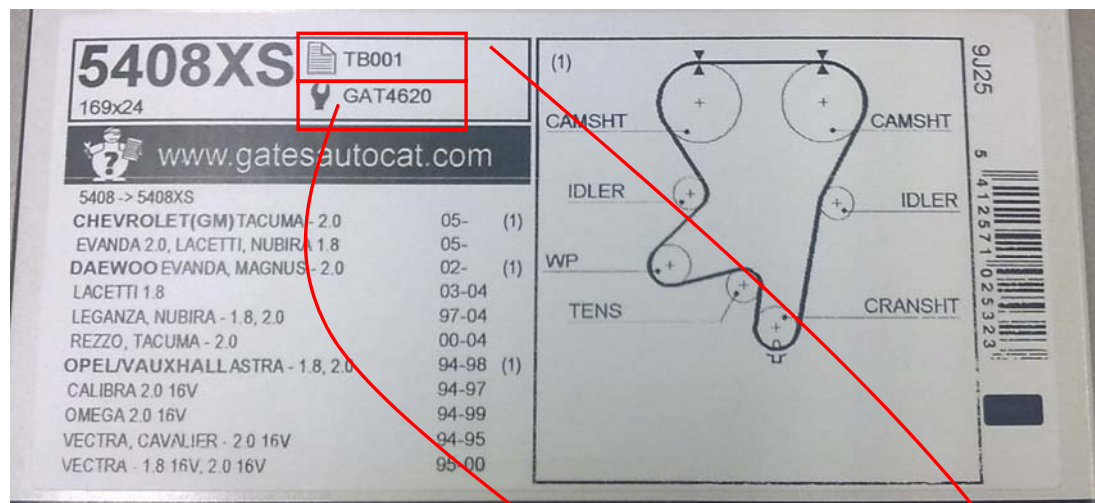 5408XS
TB001
169x24
GAT4620
www.gatesautocat.com
5408 -> 5408XS
CHEVROLET(GM) TACUMA - 2.0 05- (1)
EVANDA 2.0, LACETTI, NUBIRA 1.8 05-
DAEWOO EVANDA, MAGNUS - 2.0 02- (1)
LACETTI 1.8 03-04
LEGANZA, NUBIRA - 1.8, 2.0 97-04
REZZO, TACUMA - 2.0 00-04
OPEL/VAUXHALL ASTRA - 1.8, 2.0 94-98 (1)
CALIBRA 2.0 16V 94-97
OMEGA 2.0 16V 94-99
VECTRA, CAVALIER - 2.0 16V 94-95
VECTRA - 1.8 16V, 2.0 16V 95-00
(1)
CAMSHT
CAMSHT
IDLER
IDLER
WP
TENS
CRANSHT
9J25
5 412571 025323